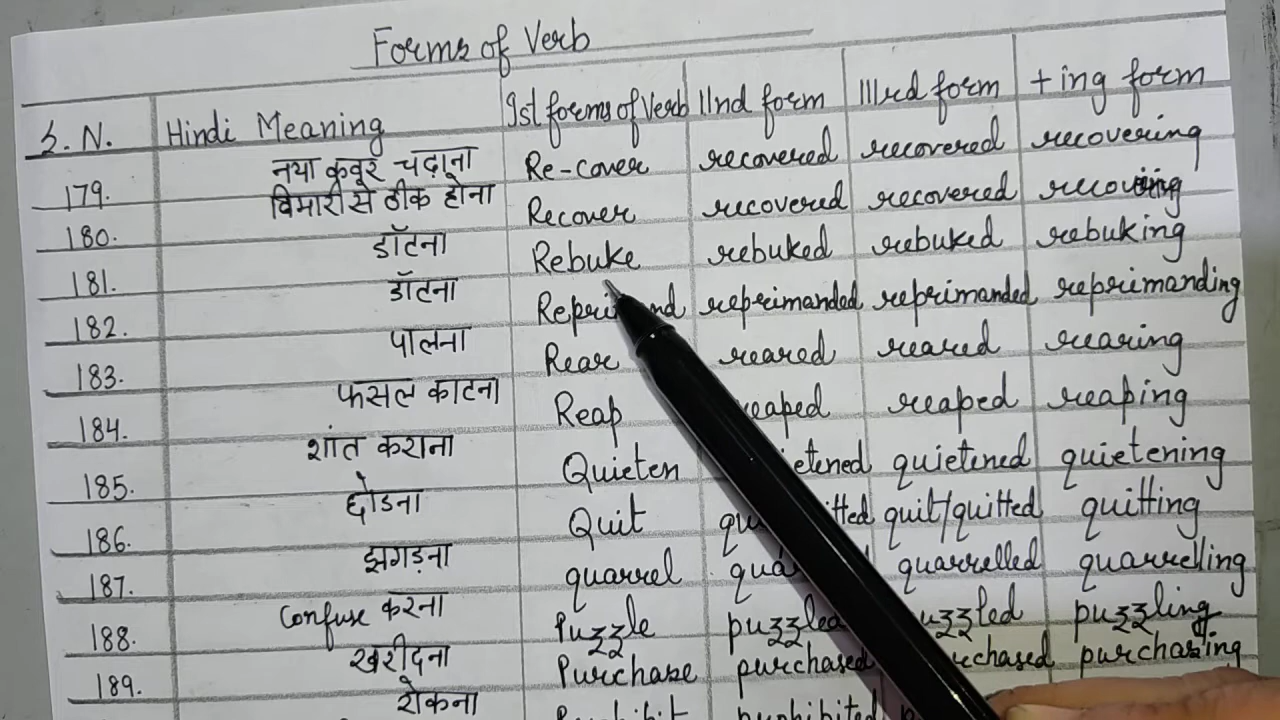 Forms of Verb
S. N. Hindi Meaning Ist forms of Verb IInd form IIIrd form + ing form
179. नया कवर चढ़ाना Re-cover recovered recovered recovering
180. बिमारी से ठीक होना Recover recovered recovered
181. डॉटना Rebuke rebuked rebuked rebuking
182. डॉटना reprimanded reprimanded reprimanding
183. पालना Rear reared reared rearing
184. फसल काटना Reap reaped reaping
185. शांत कराना Quieten quietened quietening
186. छोडना Quit quit/quitted quitting
187. झगड़ना quarrel quarrelled quarrelling
188. Confuse करना Puzzle puzzled puzzling
189. खरीदना Purchase purchased purchasing
रोकना